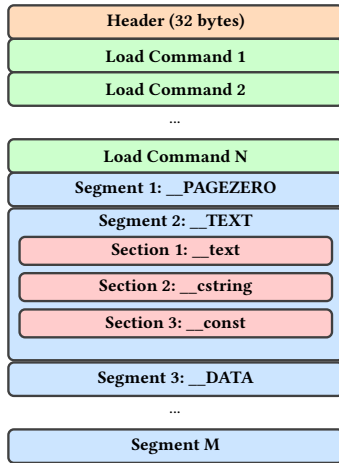 Header (32 bytes)
Load Command 1
Load Command 2
...
Load Command N
Segment 1: __PAGEZERO
Segment 2: __TEXT
Section 1: __text
Section 2: __cstring
Section 3: __const
Segment 3: __DATA
...
Segment M